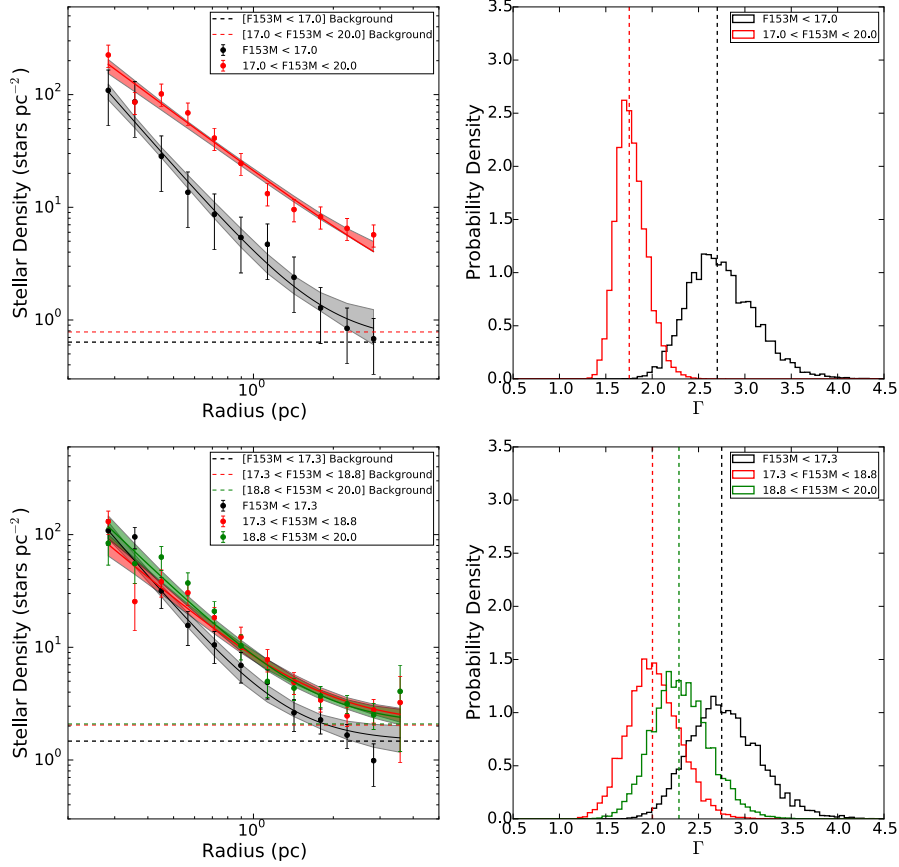 [F153M < 17.0] Background
[17.0 < F153M < 20.0] Background
F153M < 17.0
17.0 < F153M < 20.0
Stellar Density (stars pc⁻²)
10²
10¹
10⁰
10⁰
Radius (pc)
F153M < 17.0
17.0 < F153M < 20.0
Probability Density
3.5
3.0
2.5
2.0
1.5
1.0
0.5
0.0
0.5 1.0 1.5 2.0 2.5 3.0 3.5 4.0 4.5
Γ
[F153M < 17.3] Background
[17.3 < F153M < 18.8] Background
[18.8 < F153M < 20.0] Background
F153M < 17.3
17.3 < F153M < 18.8
18.8 < F153M < 20.0
Stellar Density (stars pc⁻²)
10²
10¹
10⁰
10⁰
Radius (pc)
F153M < 17.3
17.3 < F153M < 18.8
18.8 < F153M < 20.0
Probability Density
3.5
3.0
2.5
2.0
1.5
1.0
0.5
0.0
0.5 1.0 1.5 2.0 2.5 3.0 3.5 4.0 4.5
Γ